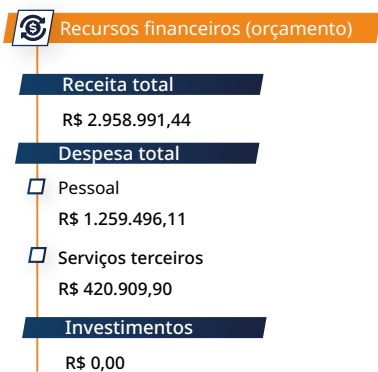 Recursos financeiros (orçamento)
Receita total
R$ 2.958.991,44
Despesa total
Pessoal
R$ 1.259.496,11
Serviços terceiros
R$ 420.909,90
Investimentos
R$ 0,00